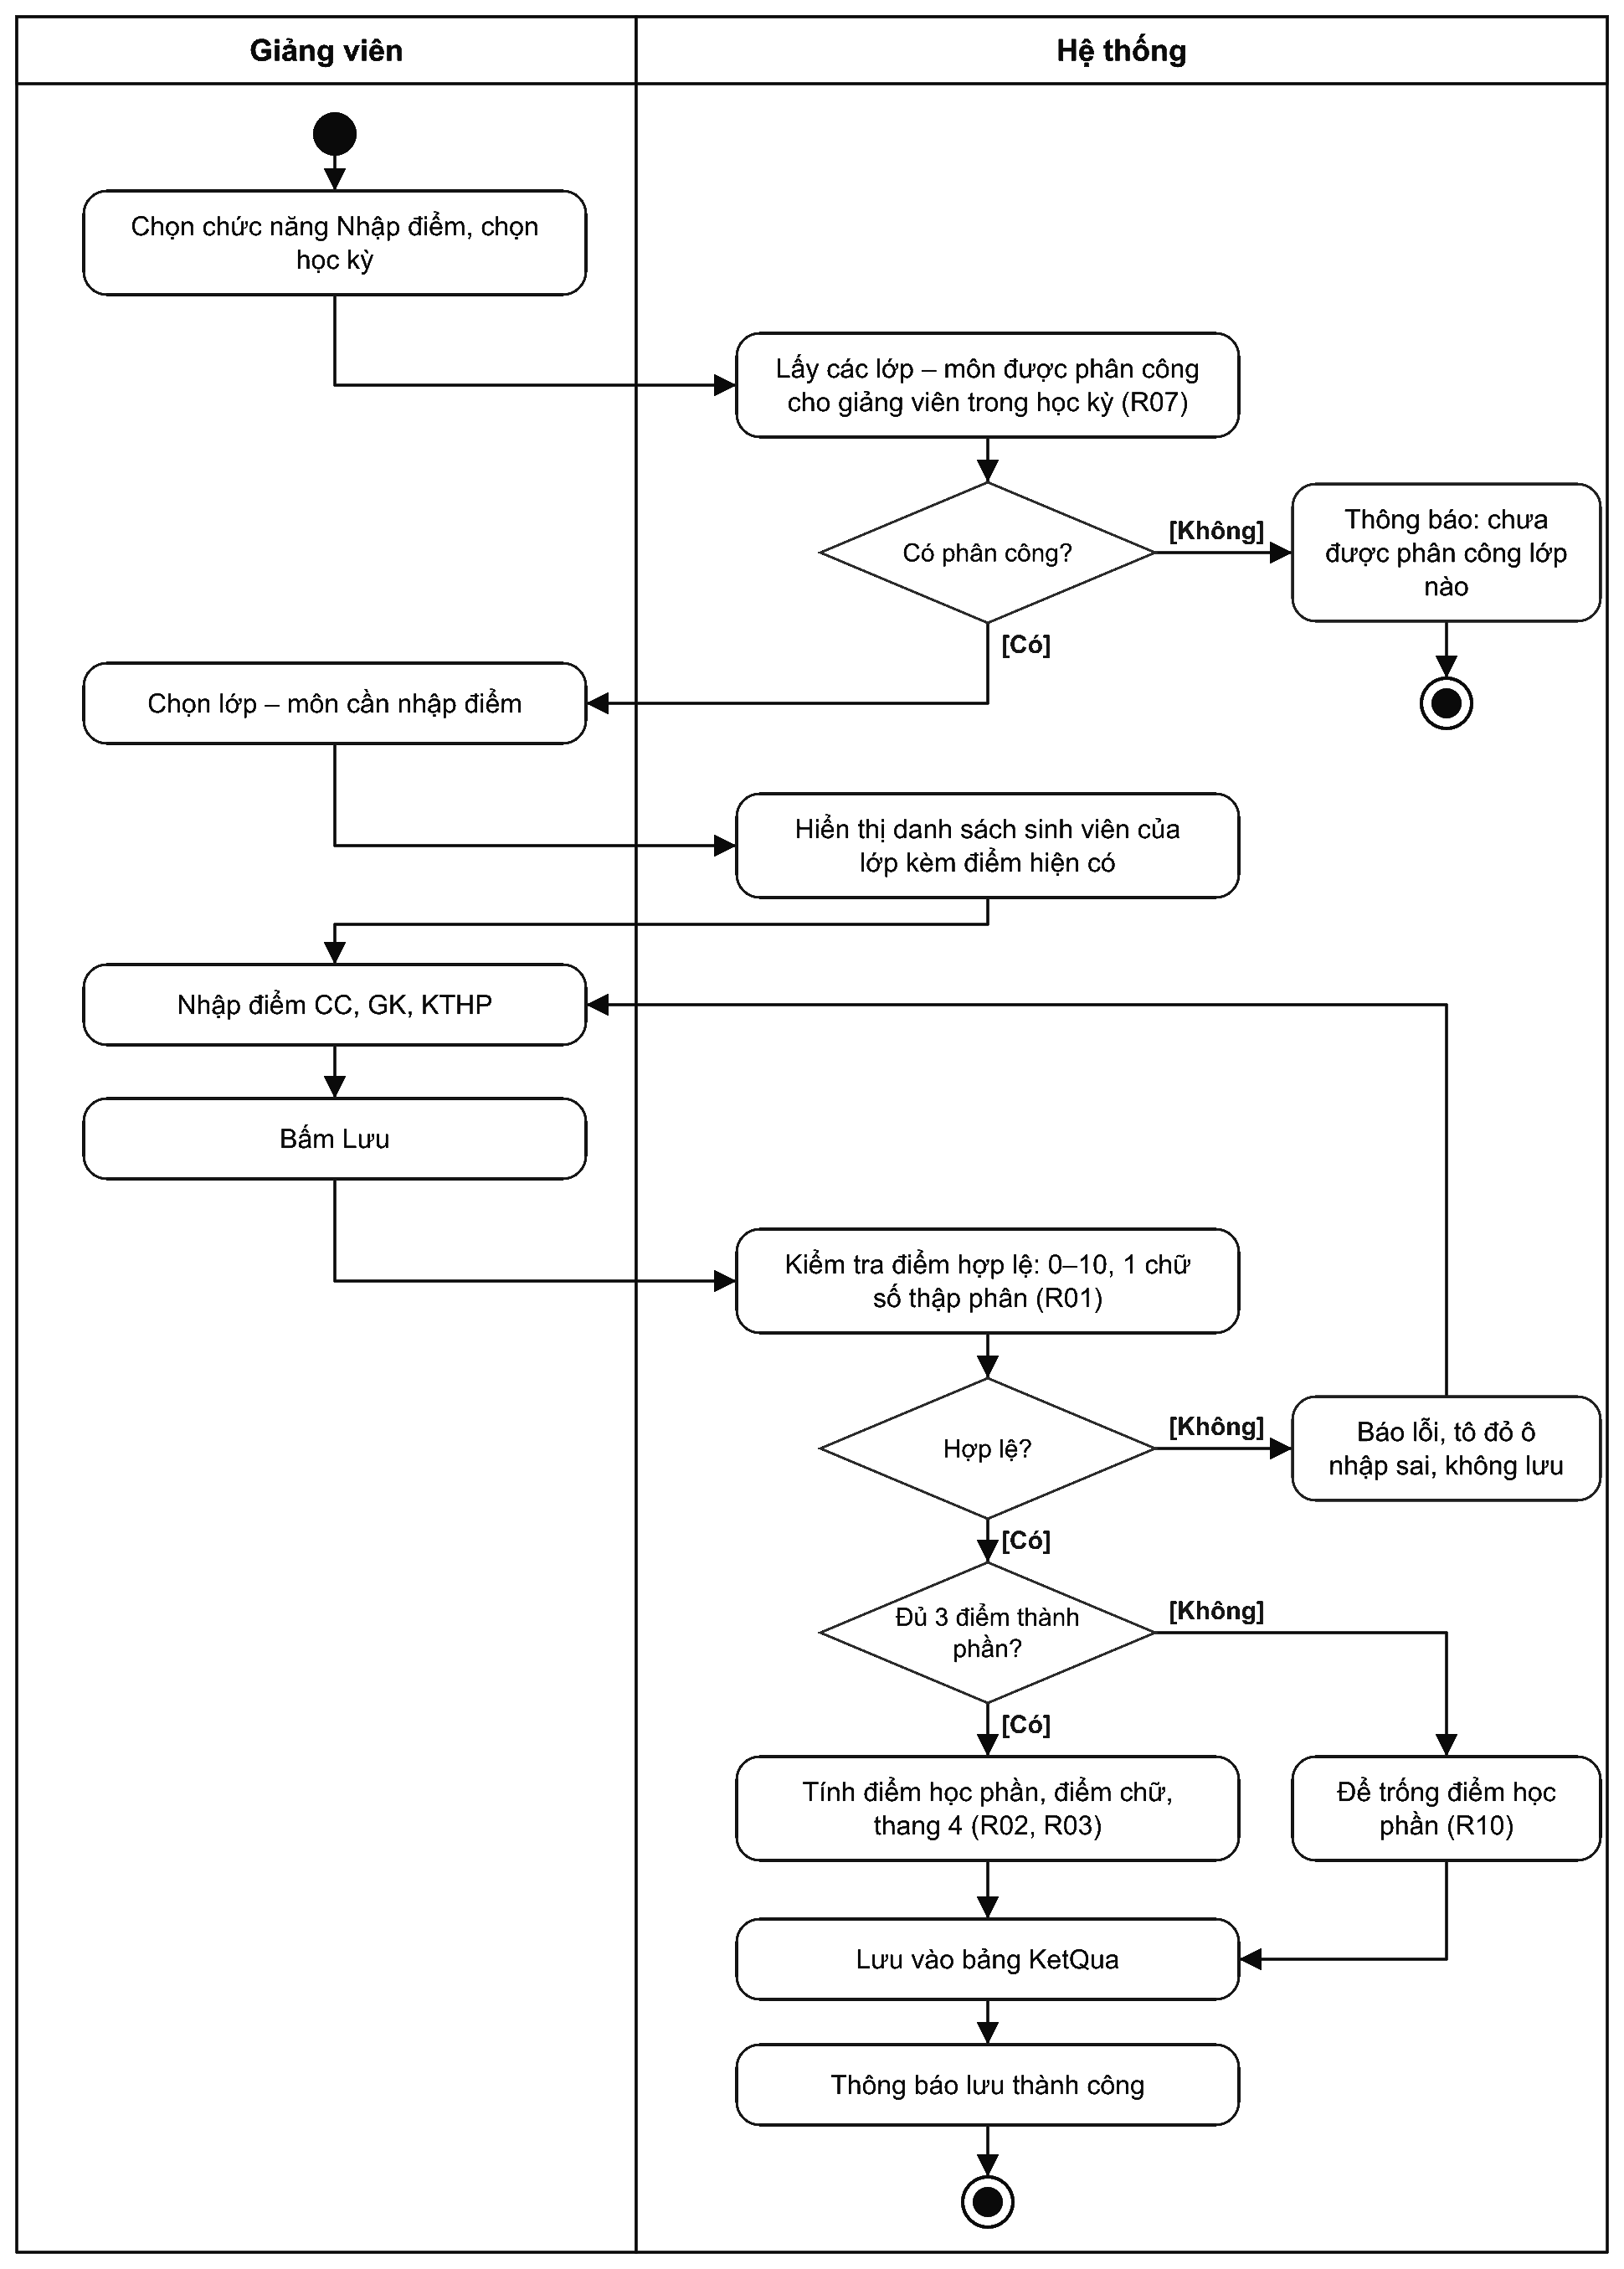 Giảng viên
Hệ thống
Chọn chức năng Nhập điểm, chọn
học kỳ
Lấy các lớp – môn được phân công
cho giảng viên trong học kỳ (R07)
Có phân công?
[Không]
Thông báo: chưa
được phân công lớp
nào
[Có]
Chọn lớp – môn cần nhập điểm
Hiển thị danh sách sinh viên của
lớp kèm điểm hiện có
Nhập điểm CC, GK, KTHP
Bấm Lưu
Kiểm tra điểm hợp lệ: 0–10, 1 chữ
số thập phân (R01)
Hợp lệ?
[Không]
Báo lỗi, tô đỏ ô
nhập sai, không lưu
[Có]
Đủ 3 điểm thành
phần?
[Không]
[Có]
Tính điểm học phần, điểm chữ,
thang 4 (R02, R03)
Để trống điểm học
phần (R10)
Lưu vào bảng KetQua
Thông báo lưu thành công